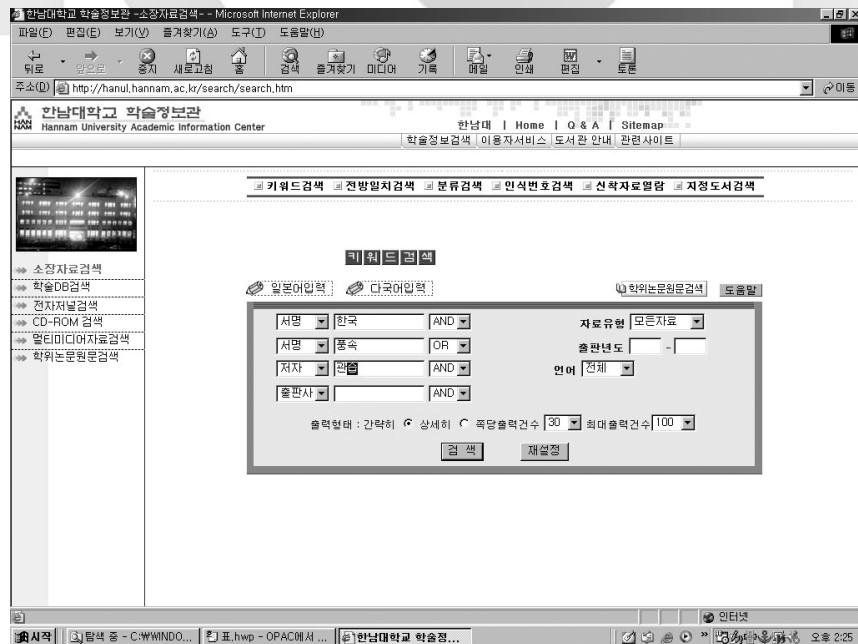 한남대학교 학술정보관 -소장자료검색- - Microsoft Internet Explorer
파일(F) 편집(E) 보기(V) 즐겨찾기(A) 도구(T) 도움말(H)
뒤로 앞으로 중지 새로고침 홈 검색 즐겨찾기 미디어 기록 메일 인쇄 편집 토론
주소(D) http://hanul.hannam.ac.kr/search/search.htm 이동
한남대학교 학술정보관
HAN NAM Hannam University Academic Information Center
한남대 | Home | Q & A | Sitemap
학술정보검색 이용자서비스 도서관 안내 관련사이트
키워드검색 전방일치검색 분류검색 인식번호검색 신착자료열람 지정도서검색
키워드검색
소장자료검색
학술DB검색
전자저널검색
CD-ROM 검색
멀티미디어자료검색
학위논문원문검색
일본어입력 다국어입력 학위논문원문검색 도움말
서명 한국 AND 자료유형 모든자료
서명 풍속 OR 출판년도 -
저자 관습 AND 언어 전체
출판사 AND
출력형태 : 간략히 상세히 쪽당출력건수 30 최대출력건수 100
검 색 재설정
인터넷
시작 탐색 중 - C:\WINDO... 표.hwp - OPAC에서 ... 한남대학교 학술정... 오후 2:25